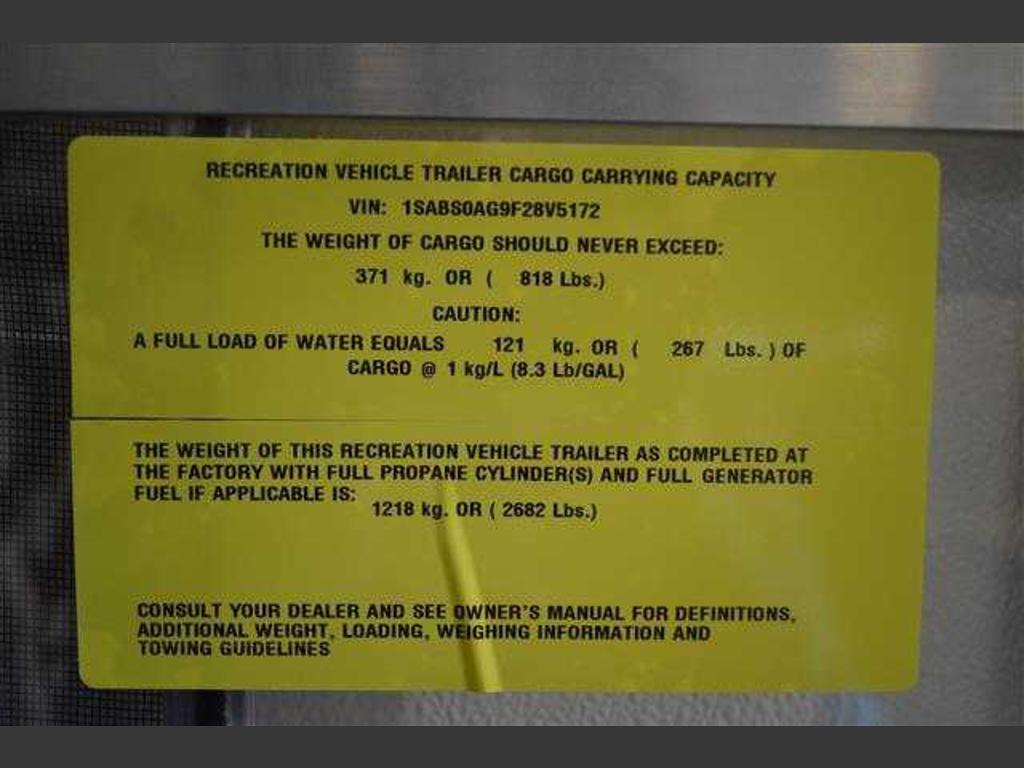 RECREATION VEHICLE TRAILER CARGO CARRYING CAPACITY
VIN: 1SABS0AG9F28V5172
THE WEIGHT OF CARGO SHOULD NEVER EXCEED:
371 kg. OR ( 818 Lbs.)
CAUTION:
A FULL LOAD OF WATER EQUALS 121 kg. OR ( 267 Lbs. ) OF
CARGO @ 1 kg/L (8.3 Lb/GAL)
THE WEIGHT OF THIS RECREATION VEHICLE TRAILER AS COMPLETED AT
THE FACTORY WITH FULL PROPANE CYLINDER(S) AND FULL GENERATOR
FUEL IF APPLICABLE IS:
1218 kg. OR ( 2682 Lbs.)
CONSULT YOUR DEALER AND SEE OWNER'S MANUAL FOR DEFINITIONS,
ADDITIONAL WEIGHT, LOADING, WEIGHING INFORMATION AND
TOWING GUIDELINES